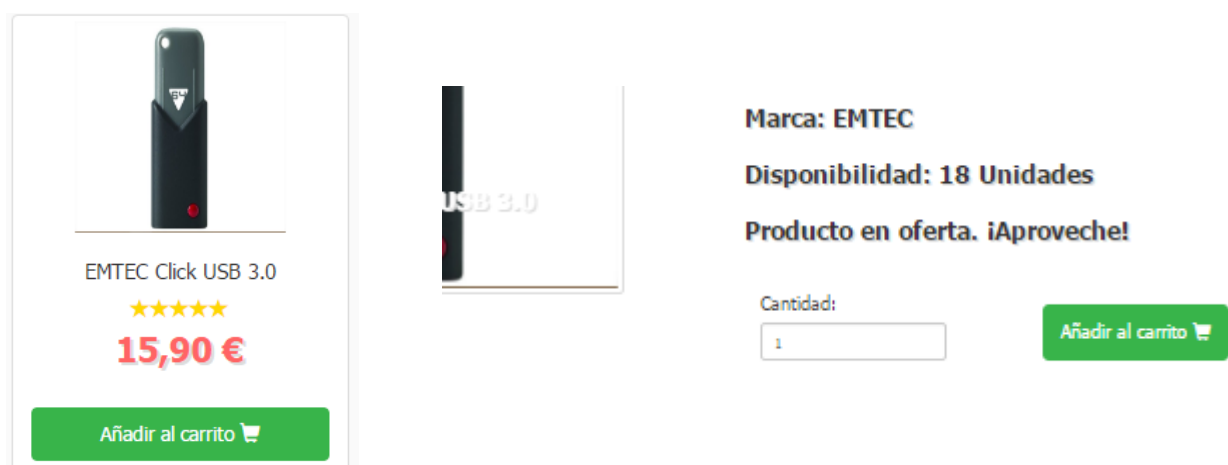 64
EMTEC Click USB 3.0
15,90 €
Añadir al carrito
USB 3.0
Marca: EMTEC
Disponibilidad: 18 Unidades
Producto en oferta. ¡Aproveche!
Cantidad:
1
Añadir al carrito